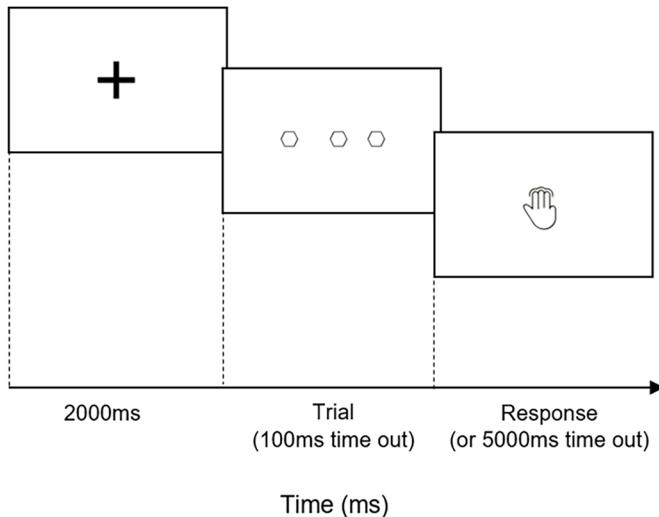 2000ms
Trial
(100ms time out)
Response
(or 5000ms time out)
Time (ms)